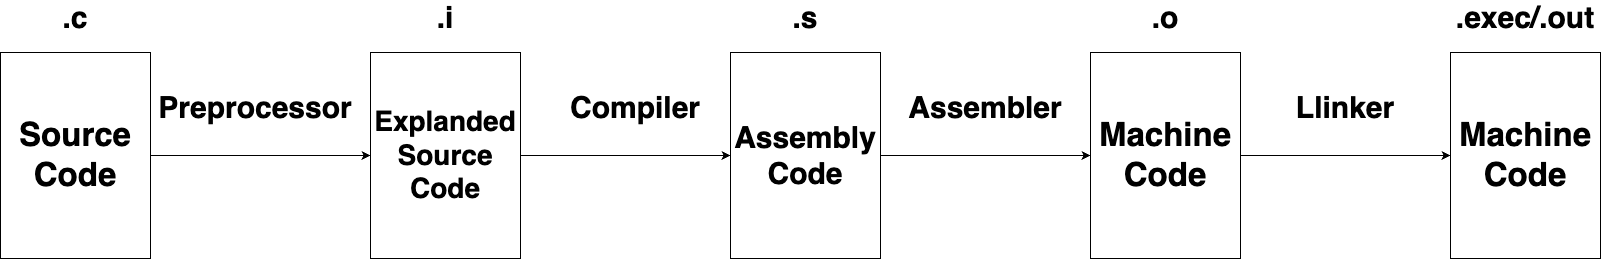 .c
.i
.s
.o
.exec/.out
Source
Code
Preprocessor
Explanded
Source
Code
Compiler
Assembly
Code
Assembler
Machine
Code
Llinker
Machine
Code